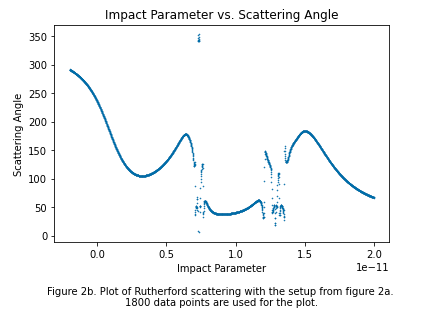 Impact Parameter vs. Scattering Angle
Scattering Angle
350
300
250
200
150
100
50
0
0.0 0.5 1.0 1.5 2.0
1e−11
Impact Parameter
Figure 2b. Plot of Rutherford scattering with the setup from figure 2a.
1800 data points are used for the plot.